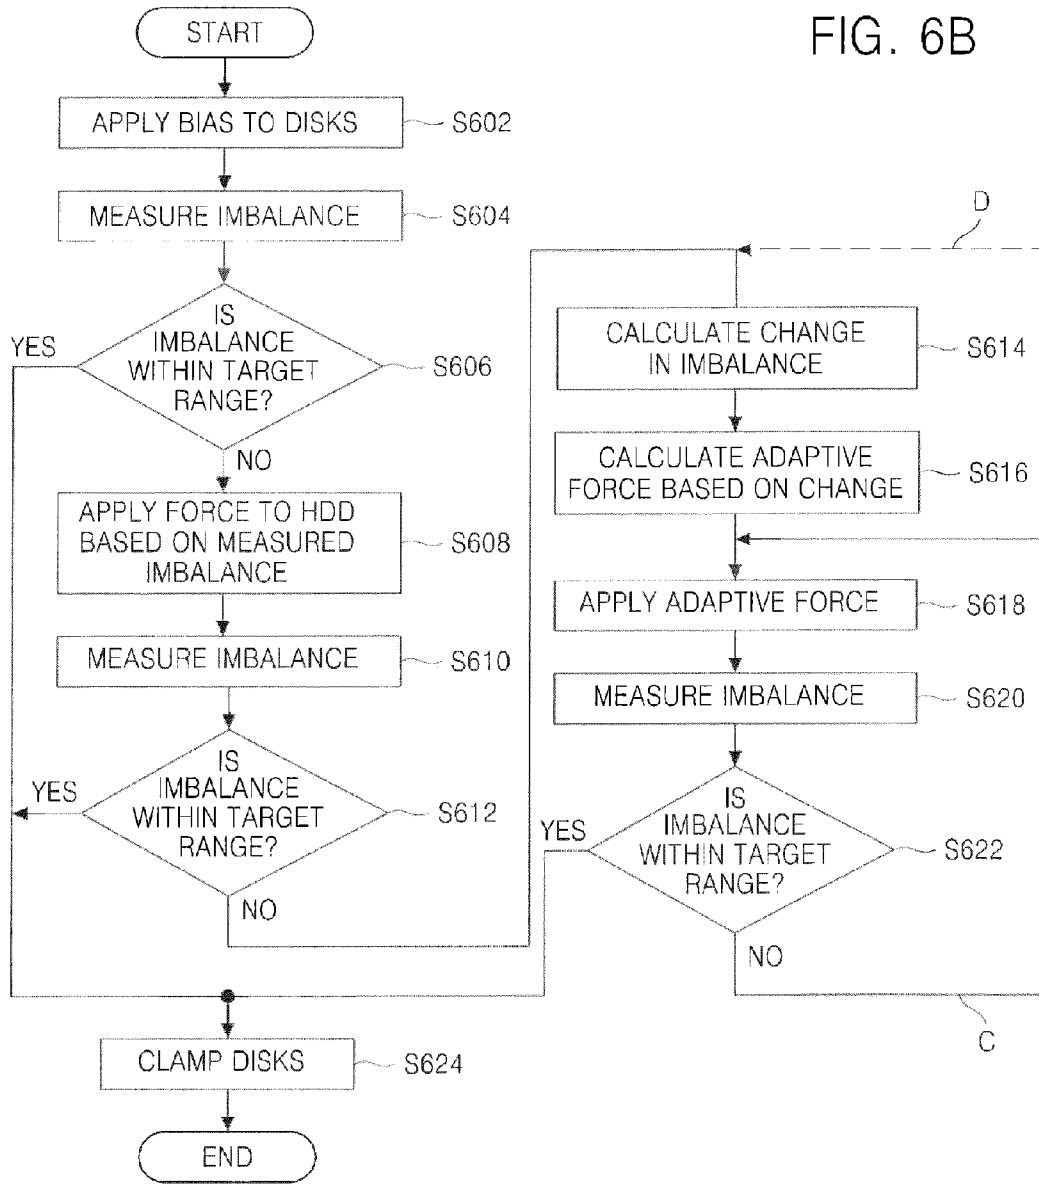 FIG. 6B
START
APPLY BIAS TO DISKS
S602
MEASURE IMBALANCE
S604
IS
IMBALANCE
WITHIN TARGET
RANGE?
S606
YES
NO
APPLY FORCE TO HDD
BASED ON MEASURED
IMBALANCE
S608
MEASURE IMBALANCE
S610
IS
IMBALANCE
WITHIN TARGET
RANGE?
S612
YES
NO
D
CALCULATE CHANGE
IN IMBALANCE
S614
CALCULATE ADAPTIVE
FORCE BASED ON CHANGE
S616
APPLY ADAPTIVE FORCE
S618
MEASURE IMBALANCE
S620
IS
IMBALANCE
WITHIN TARGET
RANGE?
S622
YES
NO
C
CLAMP DISKS
S624
END